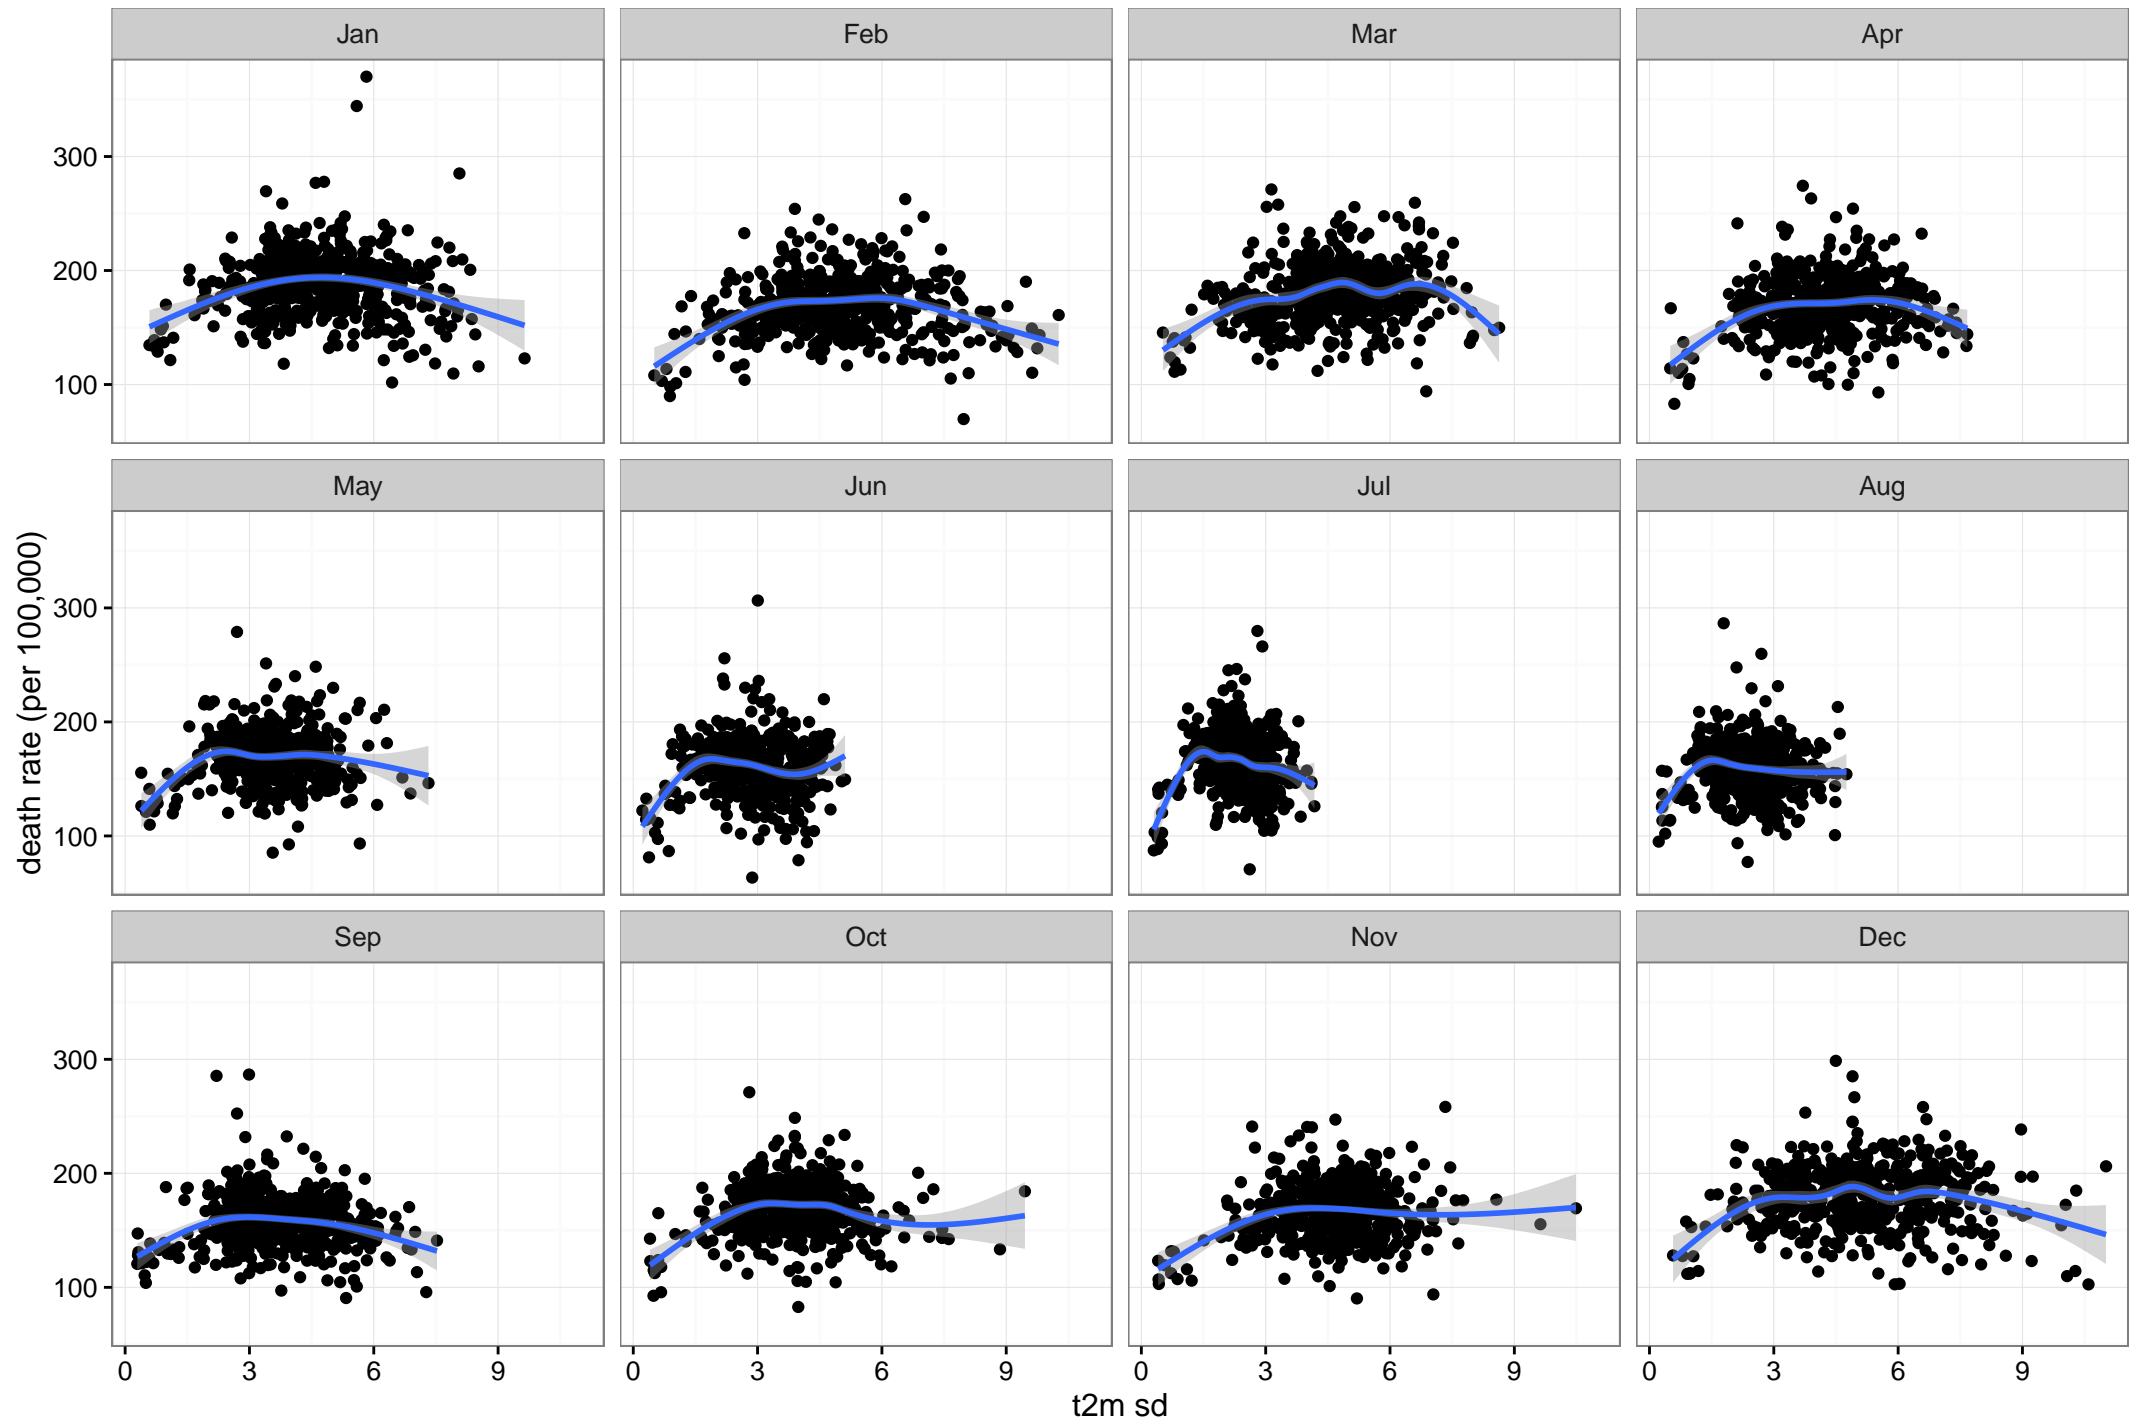 Jan Feb Mar Apr
300
200
100
May Jun Jul Aug
300
200
100
death rate (per 100,000)
Sep Oct Nov Dec
300
200
100
0 3 6 9 0 3 6 9 0 3 6 9 0 3 6 9
t2m sd